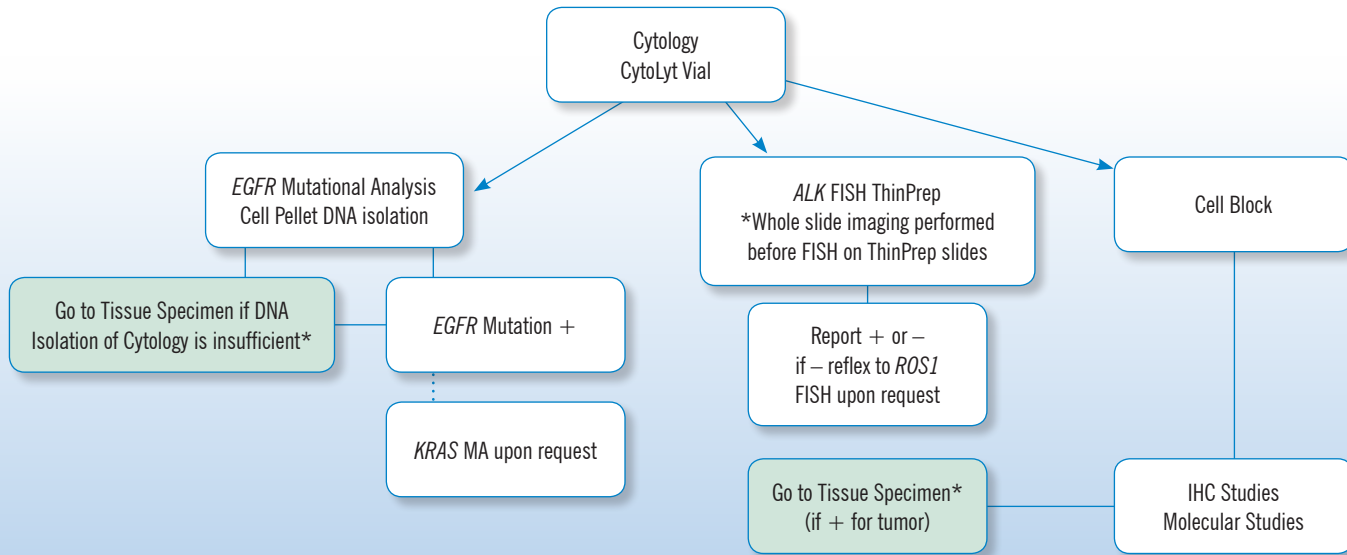 Cytology
CytoLyt Vial
EGFR Mutational Analysis
Cell Pellet DNA isolation
ALK FISH ThinPrep
*Whole slide imaging performed
before FISH on ThinPrep slides
Cell Block
Go to Tissue Specimen if DNA
Isolation of Cytology is insufficient*
EGFR Mutation +
Report + or –
if – reflex to ROS1
FISH upon request
KRAS MA upon request
Go to Tissue Specimen*
(if + for tumor)
IHC Studies
Molecular Studies